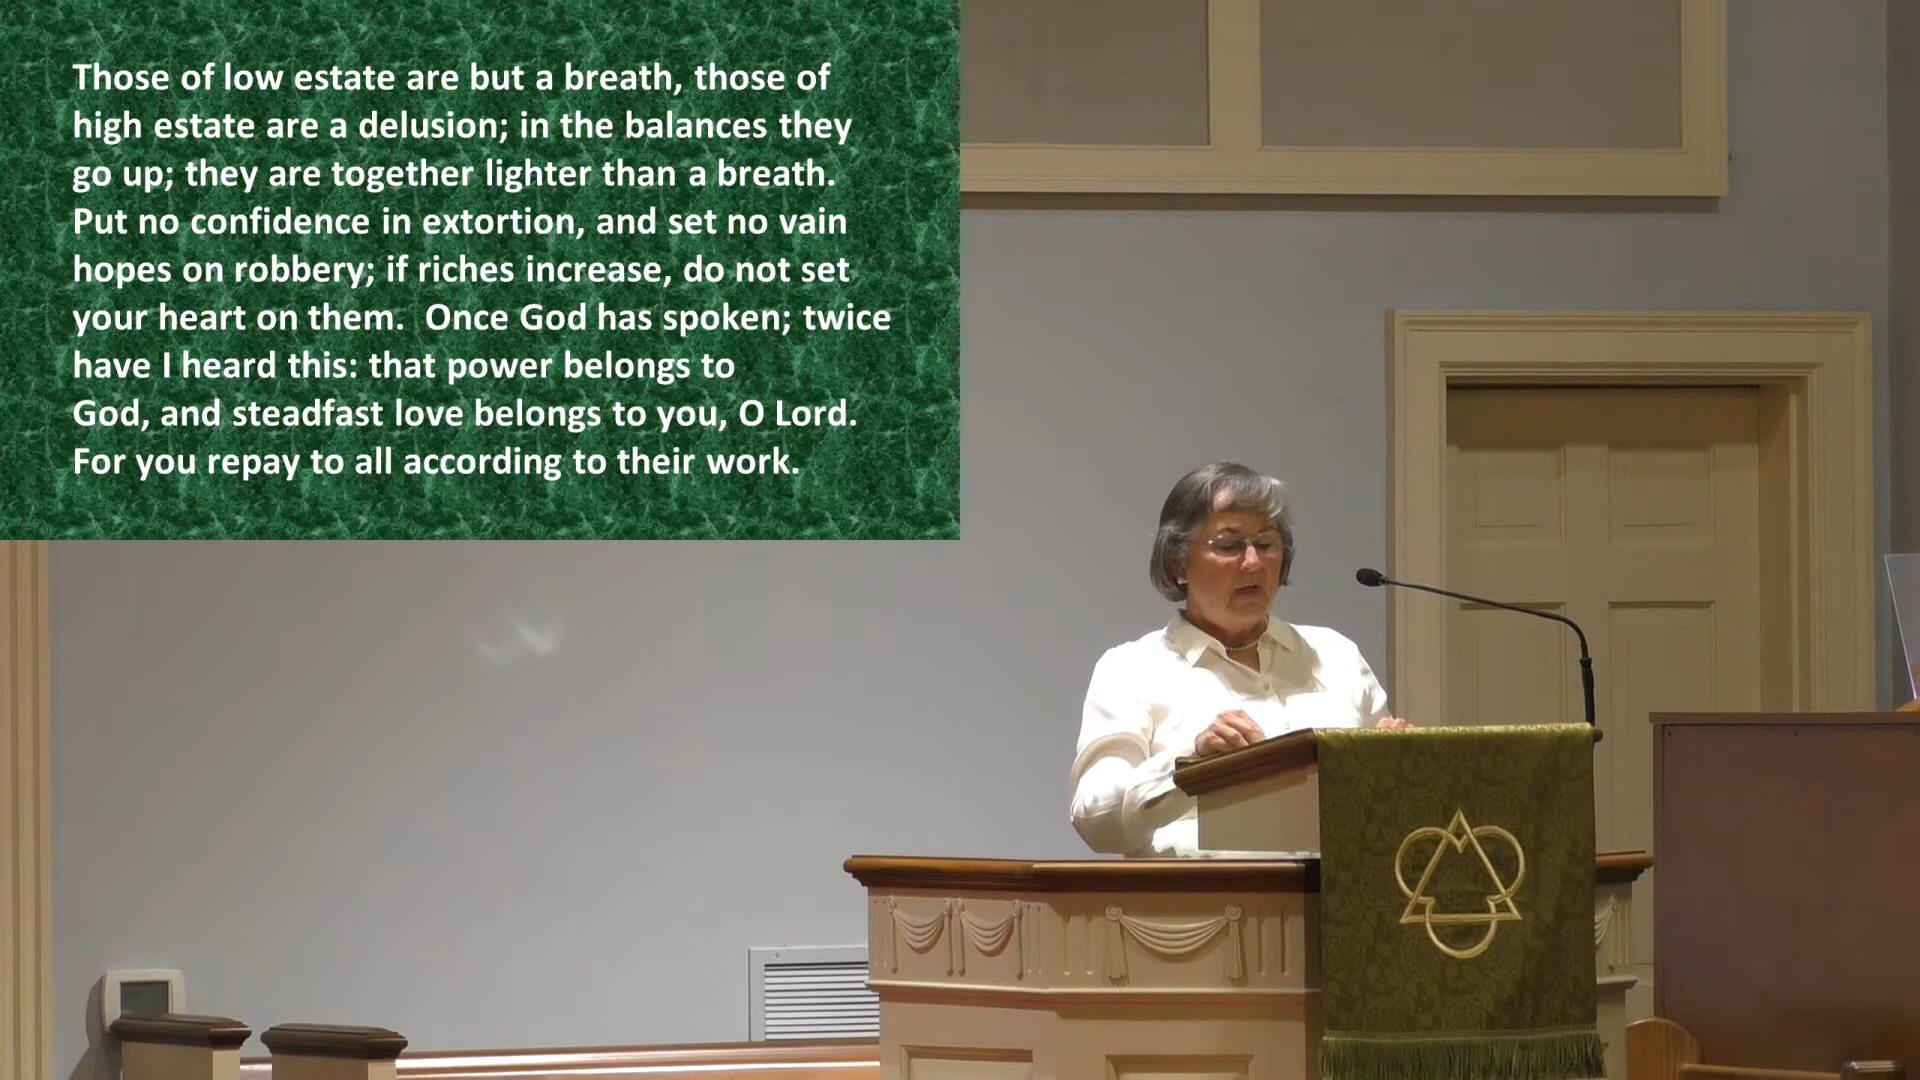 Those of low estate are but a breath, those of
high estate are a delusion; in the balances they
go up; they are together lighter than a breath.
Put no confidence in extortion, and set no vain
hopes on robbery; if riches increase, do not set
your heart on them.  Once God has spoken; twice
have I heard this: that power belongs to
God, and steadfast love belongs to you, O Lord.
For you repay to all according to their work.